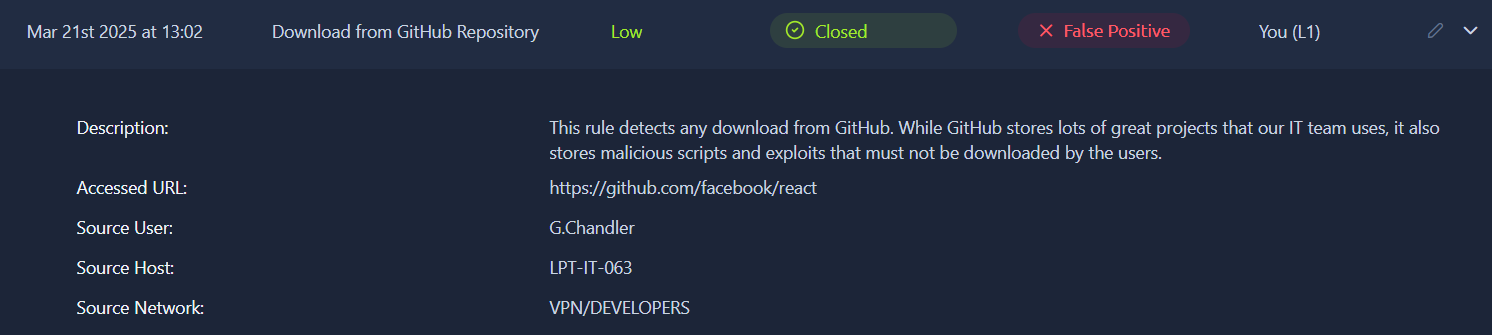 Mar 21st 2025 at 13:02 Download from GitHub Repository Low Closed False Positive You (L1)
Description: This rule detects any download from GitHub. While GitHub stores lots of great projects that our IT team uses, it also
stores malicious scripts and exploits that must not be downloaded by the users.
Accessed URL: https://github.com/facebook/react
Source User: G.Chandler
Source Host: LPT-IT-063
Source Network: VPN/DEVELOPERS